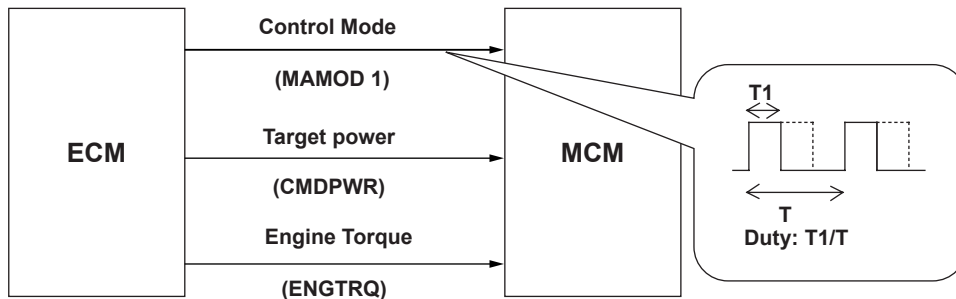 Control Mode
(MAMOD 1)
ECM
Target power
(CMDPWR)
Engine Torque
(ENGTRQ)
MCM
T1
T
Duty: T1/T